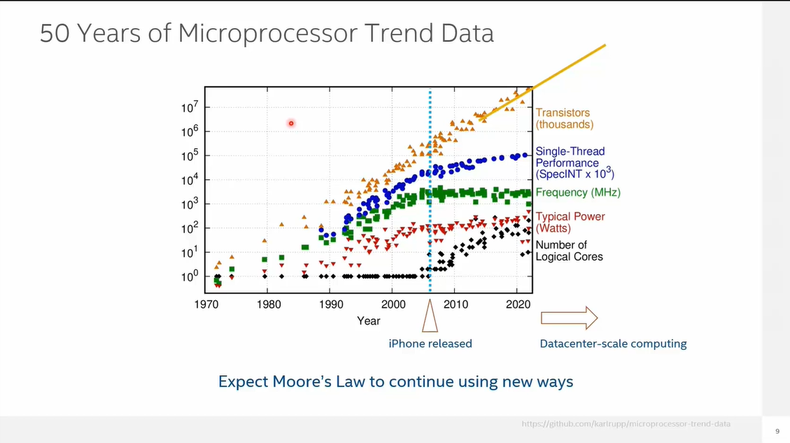 50 Years of Microprocessor Trend Data
10^7
10^6
10^5
10^4
10^3
10^2
10^1
10^0
1970 1980 1990 2000 2010 2020
Year
Transistors
(thousands)
Single-Thread
Performance
(SpecINT x 10^3)
Frequency (MHz)
Typical Power
(Watts)
Number of
Logical Cores
iPhone released
Datacenter-scale computing
Expect Moore's Law to continue using new ways
https://github.com/karlrupp/microprocessor-trend-data
9